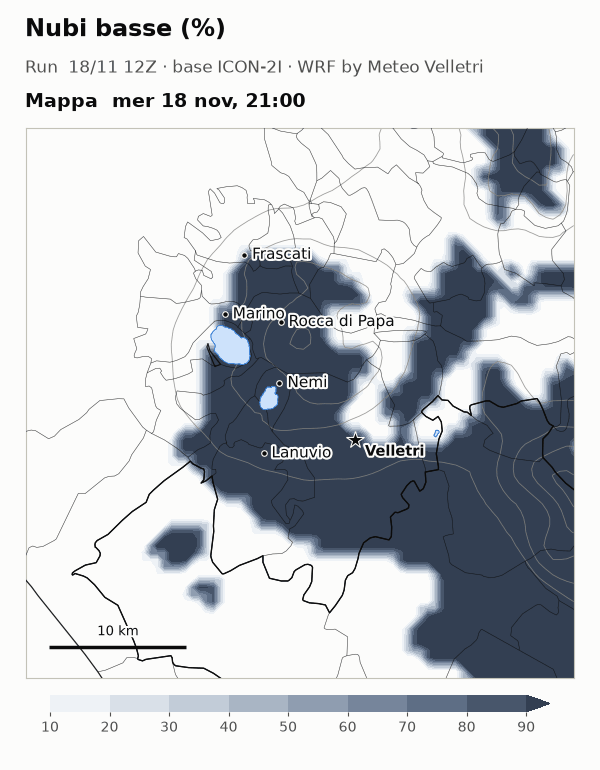 Nubi basse (%)
Run  18/11 12Z · base ICON-2I · WRF by Meteo Velletri
Mappa  mer 18 nov, 21:00
Frascati
Marino
Rocca di Papa
Nemi
Velletri
Lanuvio
10 km
10 20 30 40 50 60 70 80 90